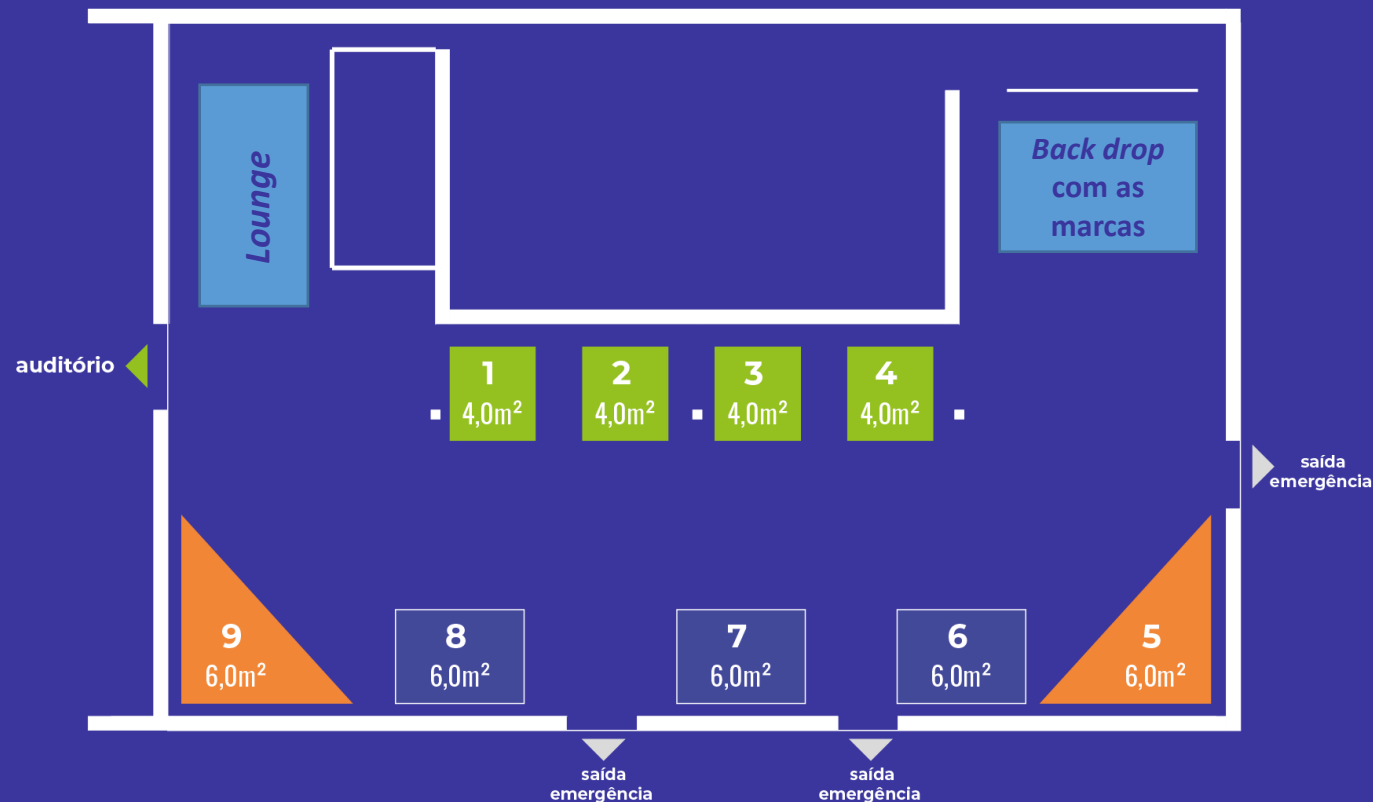 Lounge
Back drop
com as
marcas
auditório
1
4,0m²
2
4,0m²
3
4,0m²
4
4,0m²
saída
emergência
9
6,0m²
8
6,0m²
7
6,0m²
6
6,0m²
5
6,0m²
saída
emergência
saída
emergência